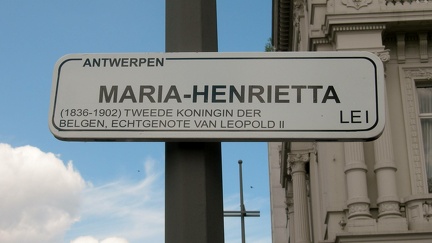 ANTWERPEN
MARIA-HENRIETTA
LEI
(1836-1902) TWEEDE KONINGIN DER
BELGEN, ECHTGENOTE VAN LEOPOLD II